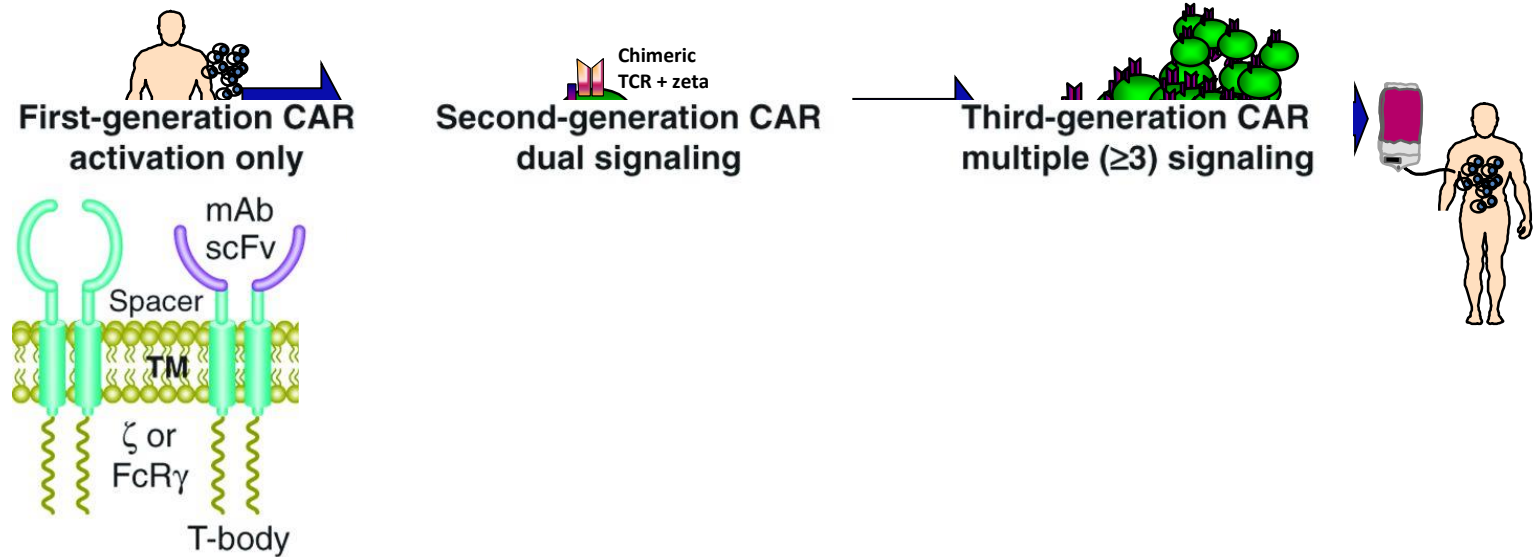 Chimeric
TCR + zeta
First-generation CAR
activation only
Second-generation CAR
dual signaling
Third-generation CAR
multiple (≥3) signaling
mAb
scFv
Spacer
TM
ζ or
FcRγ
T-body